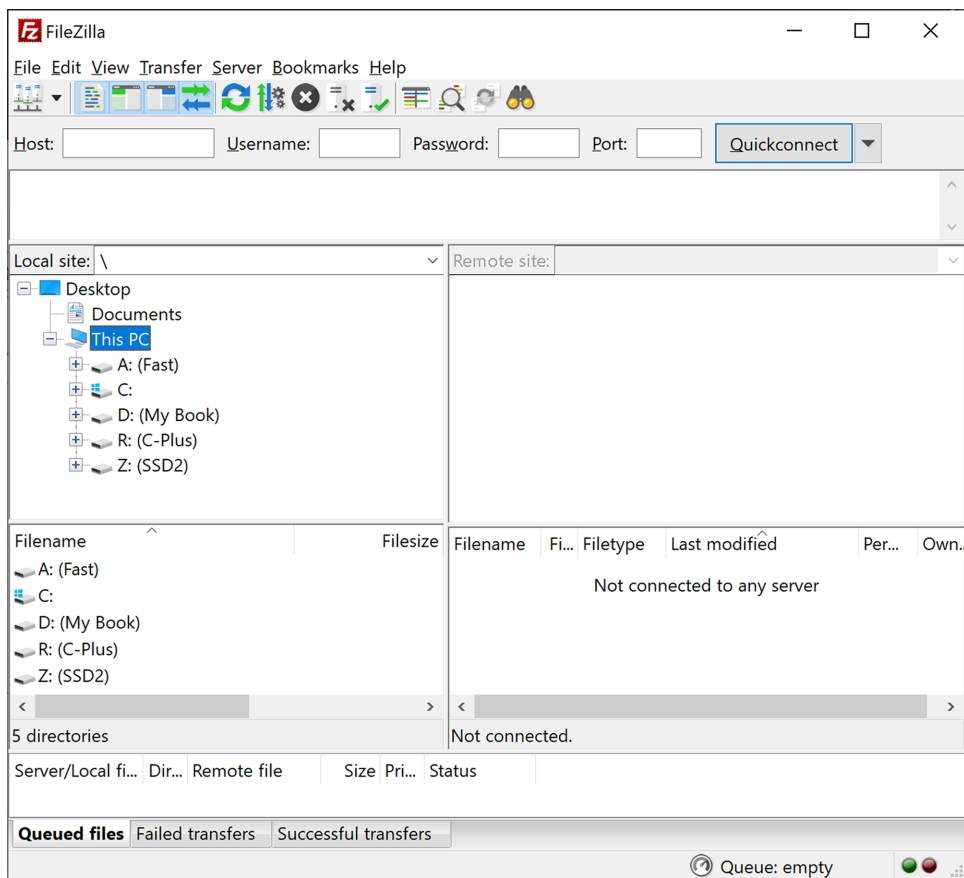 FileZilla
File Edit View Transfer Server Bookmarks Help
Host: Username: Password: Port: Quickconnect
Local site: \
Remote site:
Desktop
Documents
This PC
A: (Fast)
C:
D: (My Book)
R: (C-Plus)
Z: (SSD2)
Filename Filesize
A: (Fast)
C:
D: (My Book)
R: (C-Plus)
Z: (SSD2)
5 directories
Filename Fi... Filetype Last modified Per... Own..
Not connected to any server
Not connected.
Server/Local fi... Dir... Remote file Size Pri... Status
Queued files Failed transfers Successful transfers
Queue: empty